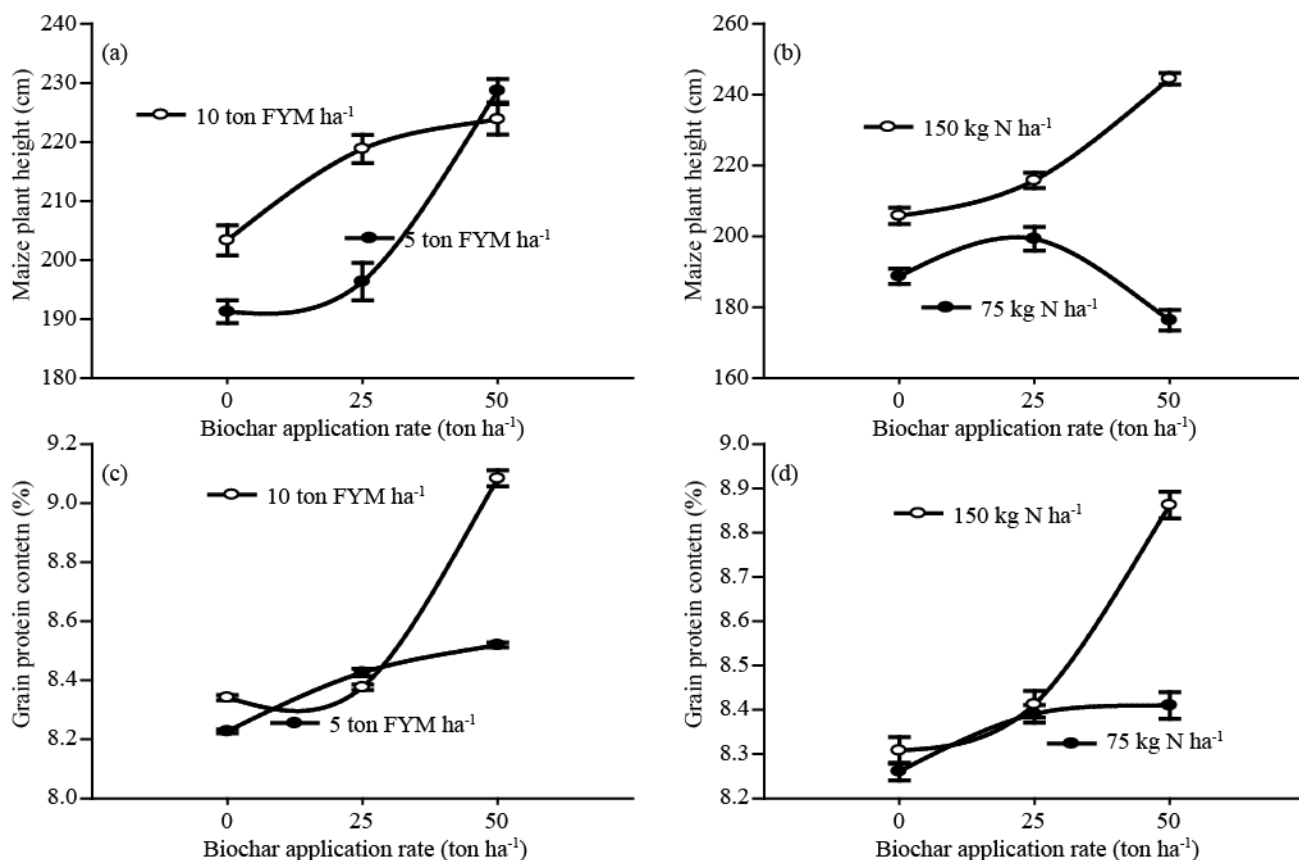 (a)
Maize plant height (cm)
240
230
220
210
200
190
180
10 ton FYM ha⁻¹
5 ton FYM ha⁻¹
0 25 50
Biochar application rate (ton ha⁻¹)
(b)
Maize plant height (cm)
260
240
220
200
180
160
150 kg N ha⁻¹
75 kg N ha⁻¹
0 25 50
Biochar application rate (ton ha⁻¹)
(c)
Grain protein contetn (%)
9.2
9.0
8.8
8.6
8.4
8.2
8.0
10 ton FYM ha⁻¹
5 ton FYM ha⁻¹
0 25 50
Biochar application rate (ton ha⁻¹)
(d)
Grain protein contetn (%)
9.0
8.9
8.8
8.7
8.6
8.5
8.4
8.3
8.2
150 kg N ha⁻¹
75 kg N ha⁻¹
0 25 50
Biochar application rate (ton ha⁻¹)